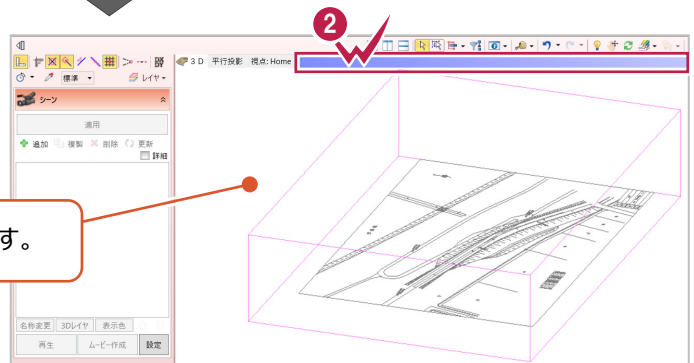 2
3 D 平行投影 視点: Home
標準 レイヤ
シーン
適用
追加 複製 削除 更新
詳細
す。
名称変更 3Dレイヤ 表示色
再生 ムービー作成 設定